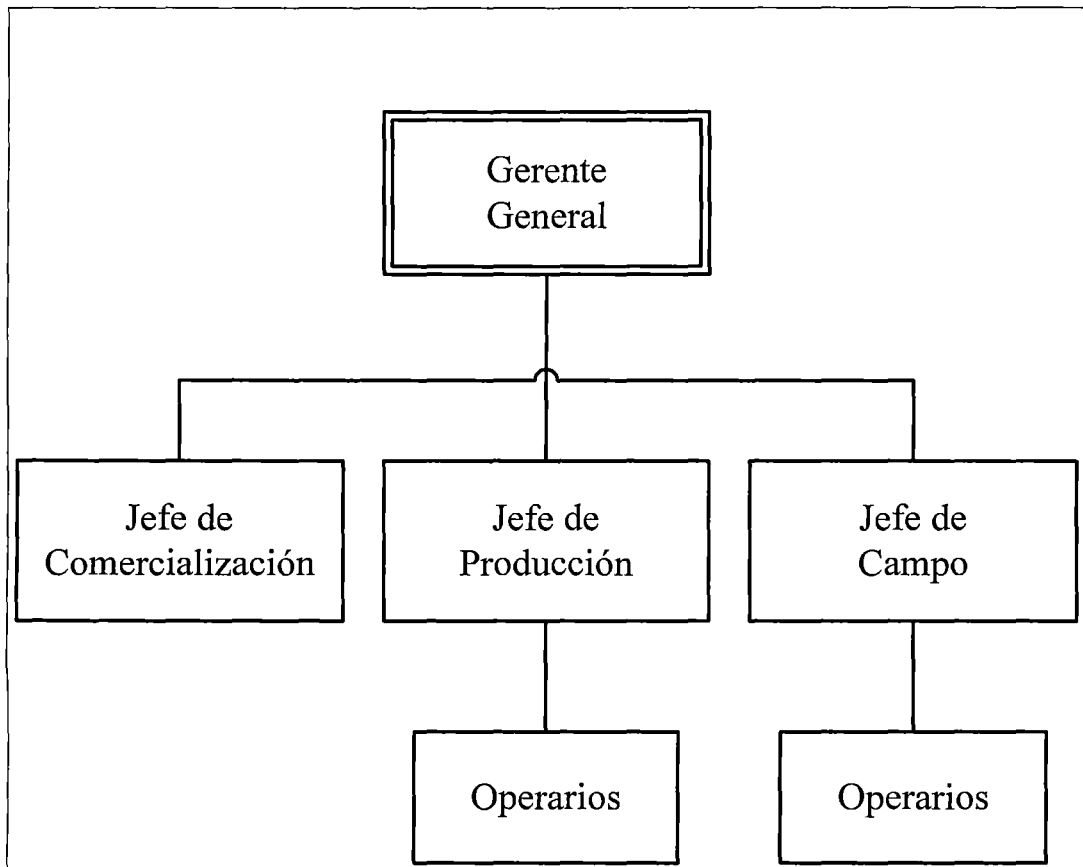 Gerente
General
Jefe de
Comercialización
Jefe de
Producción
Jefe de
Campo
Operarios
Operarios